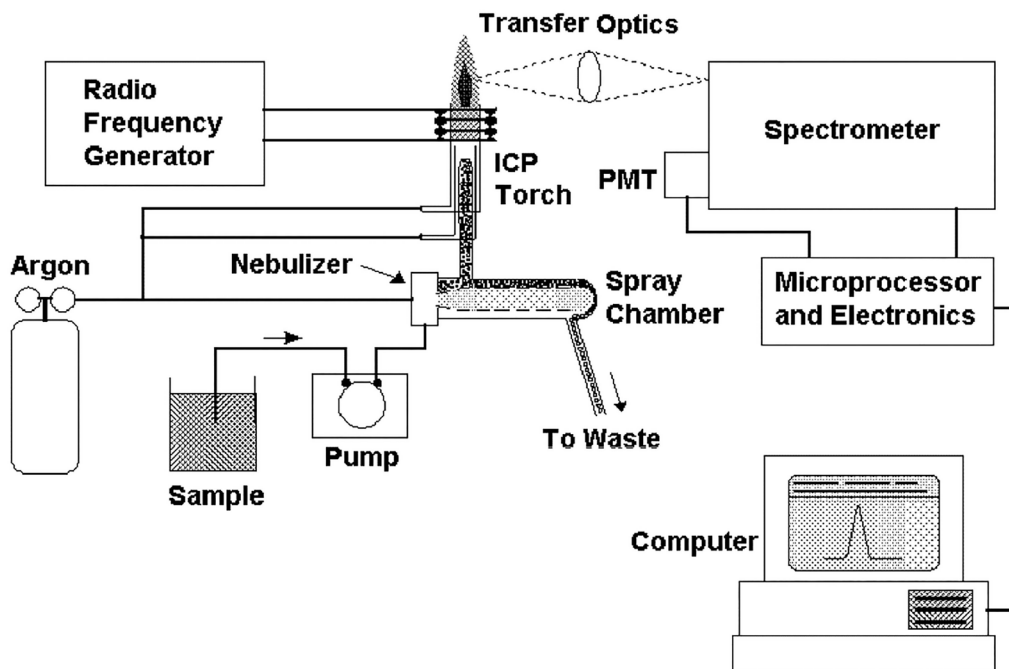 Transfer Optics
Radio
Frequency
Generator
Spectrometer
ICP
Torch
PMT
Argon
Nebulizer
Spray
Chamber
Microprocessor
and Electronics
To Waste
Pump
Sample
Computer